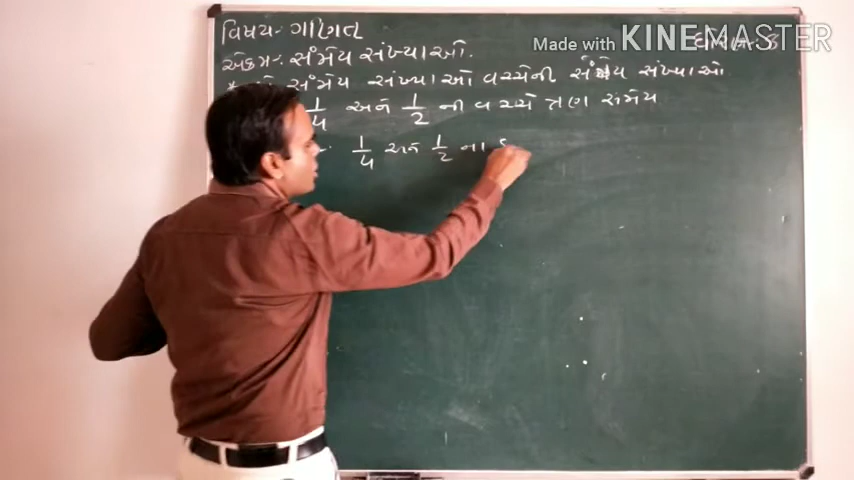 વિષય:- ગણિત
Made with KINEMASTER
એકમ:- સંમેય સંખ્યાઓ.
સંમેય સંખ્યાઓ વચ્ચેની સંમેય સંખ્યાઓ
1/4 અને 1/2 ની વચ્ચે ત્રણ સંમેય
1/4 અને 1/2 ના